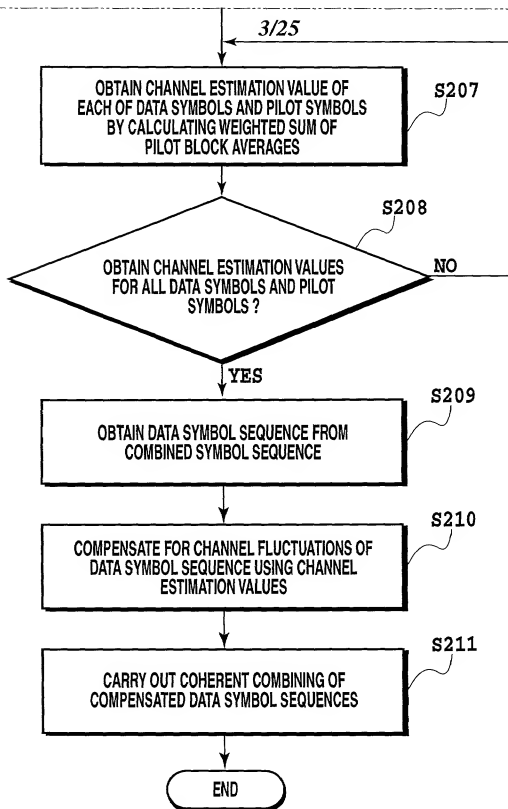 3/25
OBTAIN CHANNEL ESTIMATION VALUE OF
EACH OF DATA SYMBOLS AND PILOT SYMBOLS
BY CALCULATING WEIGHTED SUM OF
PILOT BLOCK AVERAGES
S207
S208
OBTAIN CHANNEL ESTIMATION VALUES
FOR ALL DATA SYMBOLS AND PILOT
SYMBOLS ?
NO
YES
S209
OBTAIN DATA SYMBOL SEQUENCE FROM
COMBINED SYMBOL SEQUENCE
S210
COMPENSATE FOR CHANNEL FLUCTUATIONS OF
DATA SYMBOL SEQUENCE USING CHANNEL
ESTIMATION VALUES
S211
CARRY OUT COHERENT COMBINING OF
COMPENSATED DATA SYMBOL SEQUENCES
END